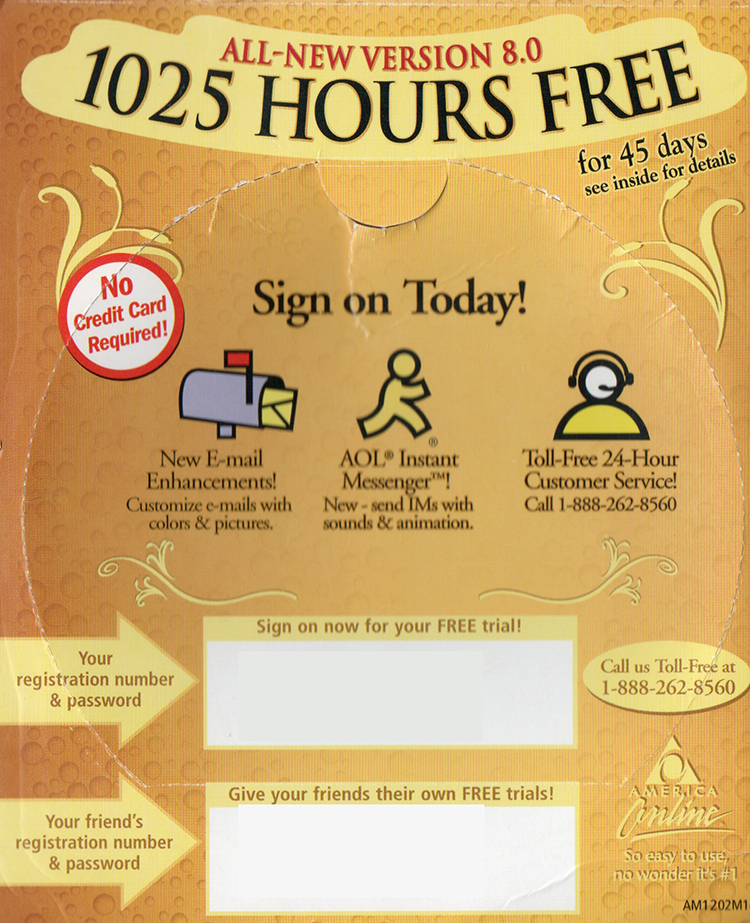 ALL-NEW VERSION 8.0
1025 HOURS FREE
for 45 days
see inside for details
No
Credit Card
Required!
Sign on Today!
New E-mail
Enhancements!
Customize e-mails with
colors & pictures.
®
AOL® Instant
Messenger™!
New - send IMs with
sounds & animation.
Toll-Free 24-Hour
Customer Service!
Call 1-888-262-8560
Sign on now for your FREE trial!
Your
registration number
& password
Call us Toll-Free at
1-888-262-8560
Give your friends their own FREE trials!
Your friend's
registration number
& password
AMERICA
Online
So easy to use,
no wonder it's #1
AM1202M1